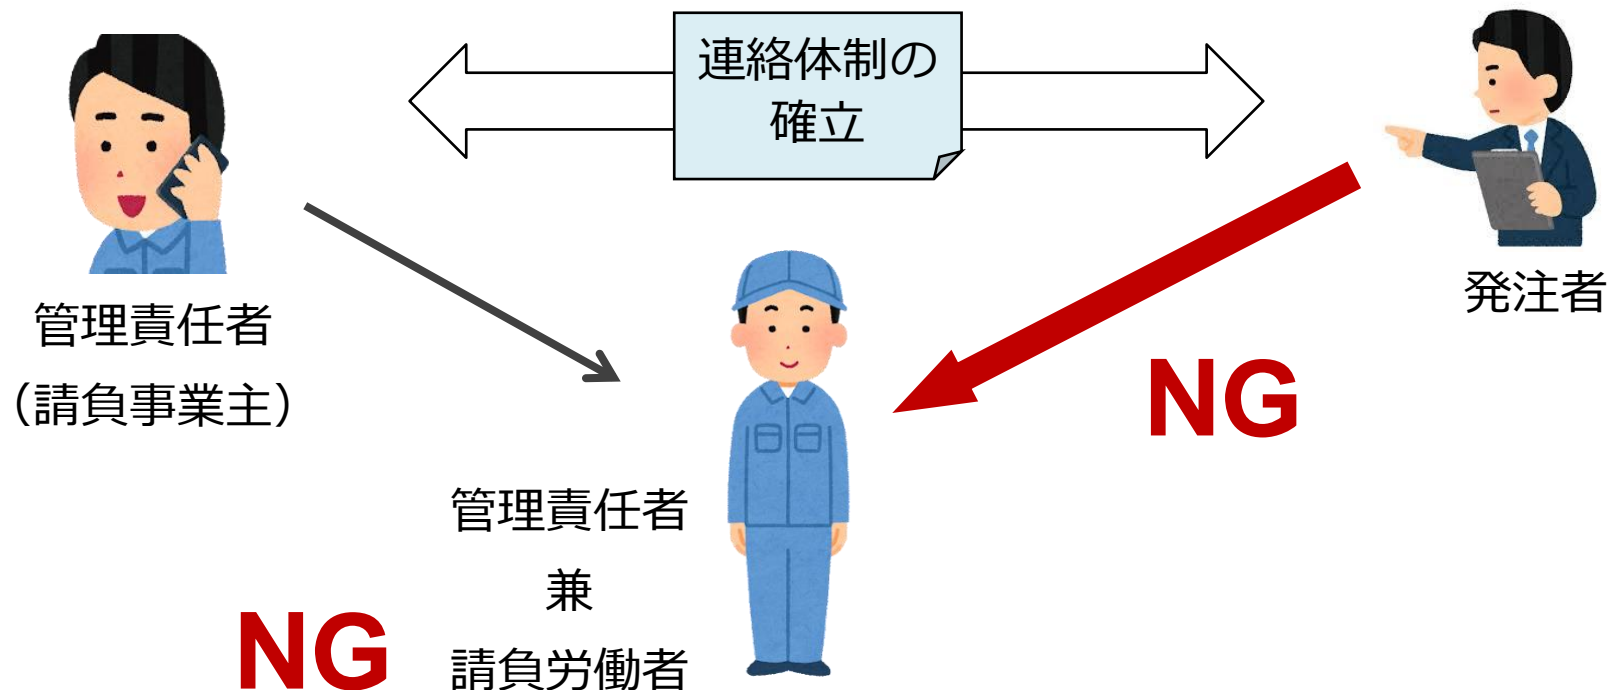 連絡体制の
確立
発注者
管理責任者
（請負事業主）
NG
管理責任者
兼
請負労働者
NG